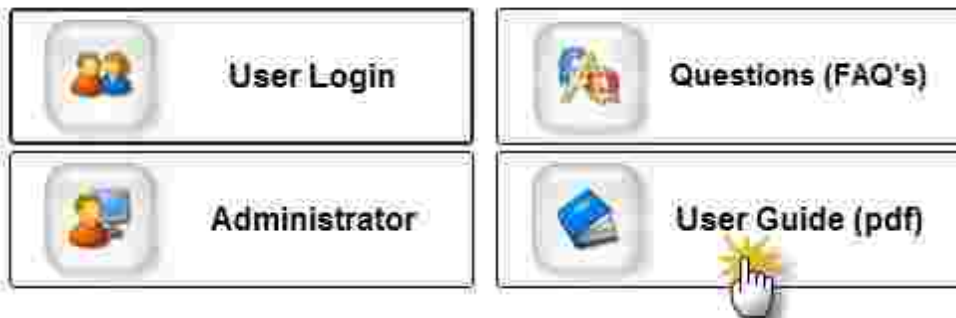 User Login
Questions (FAQ's)
Administrator
User Guide (pdf)